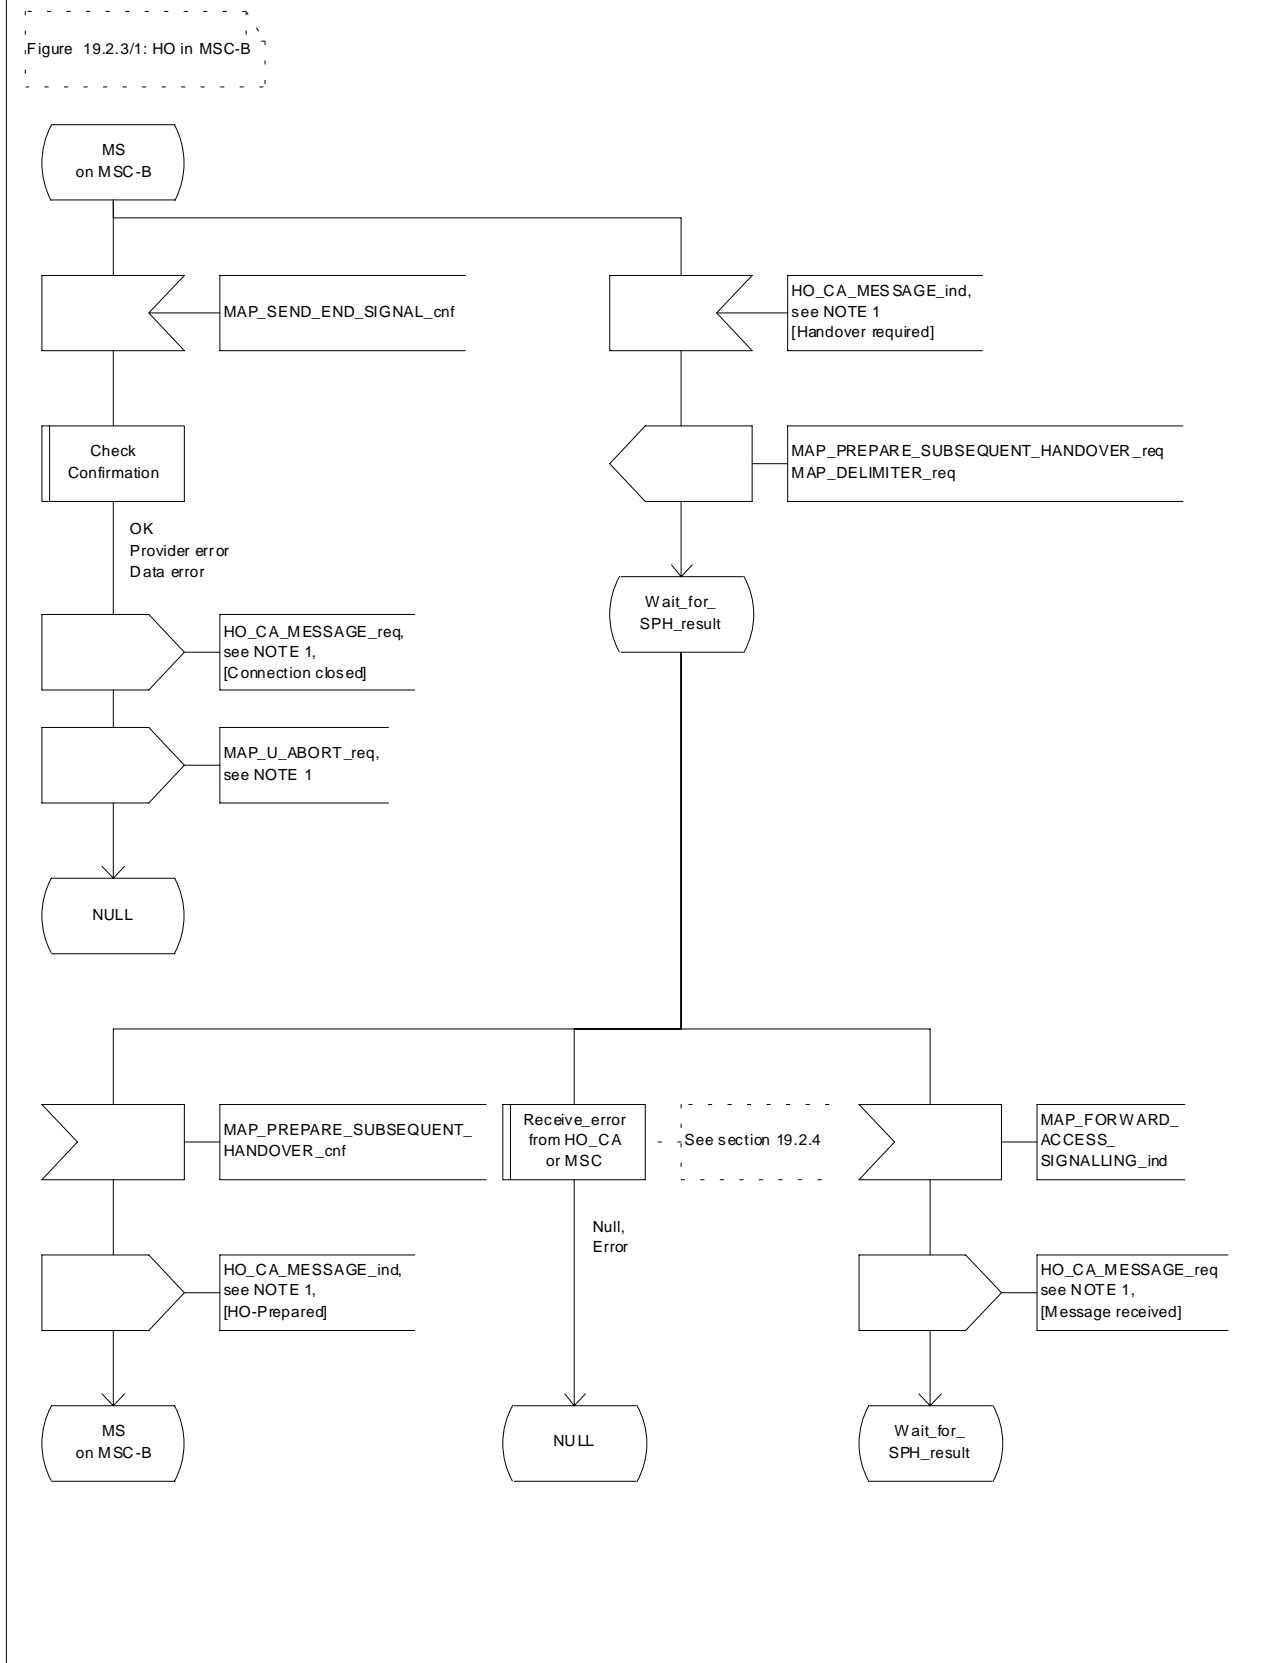 Figure 19.2.3/1: HO in MSC-B
MS
on MSC-B
MAP_SEND_END_SIGNAL_cnf
HO_CA_MESSAGE_ind,
see NOTE 1
[Handover required]
Check
Confirmation
MAP_PREPARE_SUBSEQUENT_HANDOVER_req
MAP_DELIMITER_req
OK
Provider error
Data error
Wait_for_
SPH_result
HO_CA_MESSAGE_req,
see NOTE 1,
[Connection closed]
MAP_U_ABORT_req,
see NOTE 1
NULL
MAP_PREPARE_SUBSEQUENT_
HANDOVER_cnf
Receive_error
from HO_CA
or MSC
See section 19.2.4
MAP_FORWARD_
ACCESS_
SIGNALLING_ind
Null,
Error
HO_CA_MESSAGE_ind,
see NOTE 1,
[HO-Prepared]
HO_CA_MESSAGE_req
see NOTE 1,
[Message received]
MS
on MSC-B
NULL
Wait_for_
SPH_result